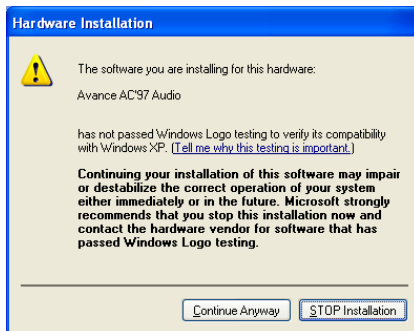 Hardware Installation
The software you are installing for this hardware:
Avance AC'97 Audio
has not passed Windows Logo testing to verify its compatibility
with Windows XP. (Tell me why this testing is important.)
Continuing your installation of this software may impair
or destabilize the correct operation of your system
either immediately or in the future. Microsoft strongly
recommends that you stop this installation now and
contact the hardware vendor for software that has
passed Windows Logo testing.
Continue Anyway
STOP Installation